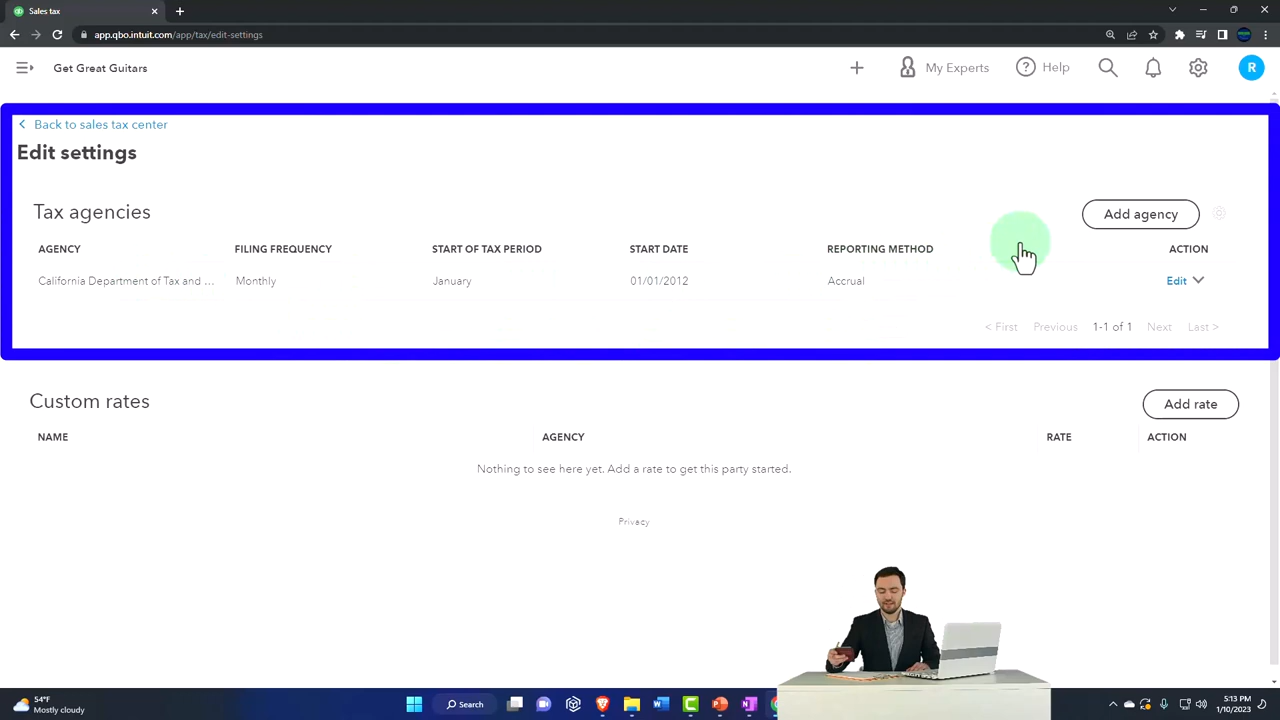 Sales tax
app.qbo.intuit.com/app/tax/edit-settings
Get Great Guitars
My Experts
Help
R
Back to sales tax center
Edit settings
Tax agencies
Add agency
AGENCY FILING FREQUENCY START OF TAX PERIOD START DATE REPORTING METHOD ACTION
California Department of Tax and ... Monthly January 01/01/2012 Accrual Edit
< First Previous 1-1 of 1 Next Last >
Custom rates
Add rate
NAME AGENCY RATE ACTION
Nothing to see here yet. Add a rate to get this party started.
Privacy
54°F
Mostly cloudy
Search
5:13 PM
1/10/2023